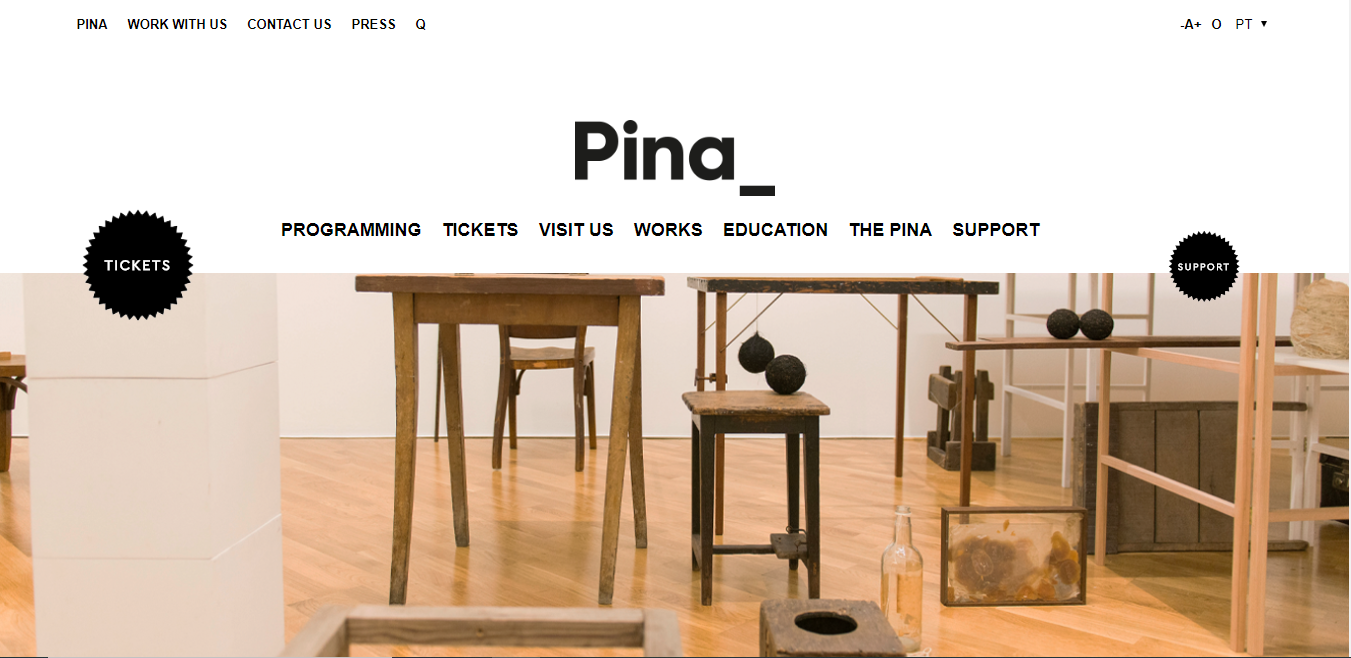 PINA WORK WITH US CONTACT US PRESS Q -A+ O PT ▼
Pina_
PROGRAMMING TICKETS VISIT US WORKS EDUCATION THE PINA SUPPORT
TICKETS
SUPPORT